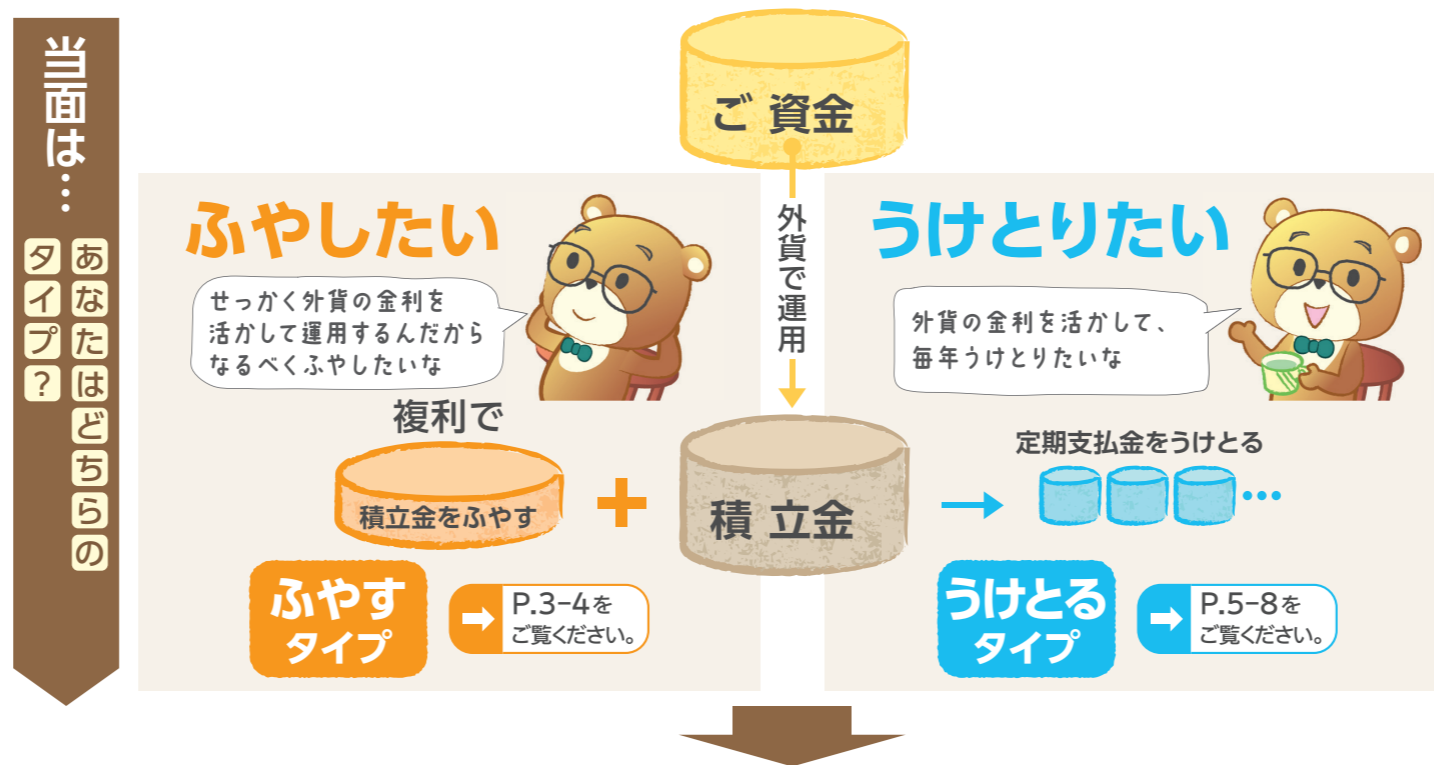 当面は…
あなたはどちらの
タイプ？
ご 資金
外貨で運用
ふやしたい
せっかく外貨の金利を
活かして運用するんだから
なるべくふやしたいな
複利で
積立金をふやす
+
積 立金
ふやす
タイプ
P.3-4を
ご覧ください。
うけとりたい
外貨の金利を活かして、
毎年うけとりたいな
定期支払金をうけとる
…
うけとる
タイプ
P.5-8を
ご覧ください。